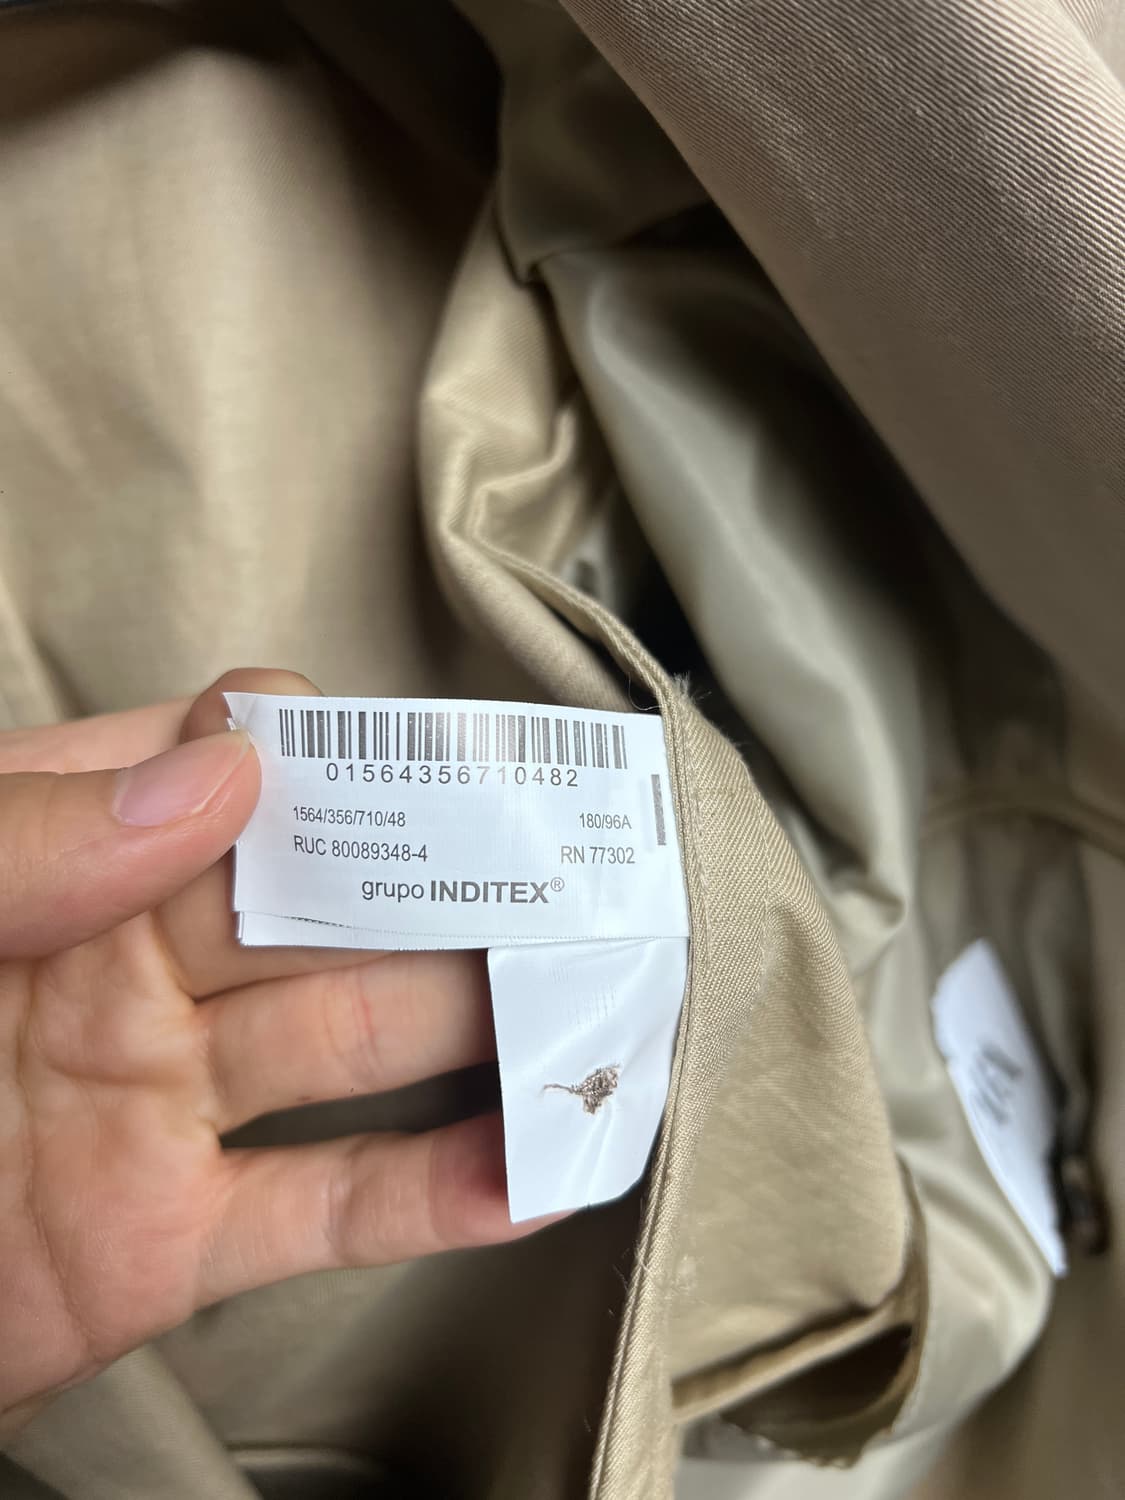 01564356710482
1564/356/710/48 180/96A
RUC 80089348-4 RN 77302
grupo INDITEX®